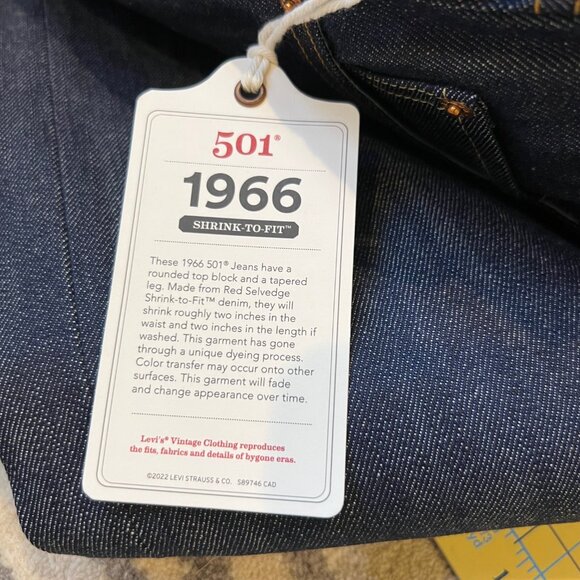 501®
1966
SHRINK-TO-FIT™
These 1966 501® Jeans have a
rounded top block and a tapered
leg. Made from Red Selvedge
Shrink-to-Fit™ denim, they will
shrink roughly two inches in the
waist and two inches in the length if
washed. This garment has gone
through a unique dyeing process.
Color transfer may occur onto other
surfaces. This garment will fade
and change appearance over time.
Levi's® Vintage Clothing reproduces
the fits, fabrics and details of bygone eras.
©2022 LEVI STRAUSS & CO. 589746 CAD